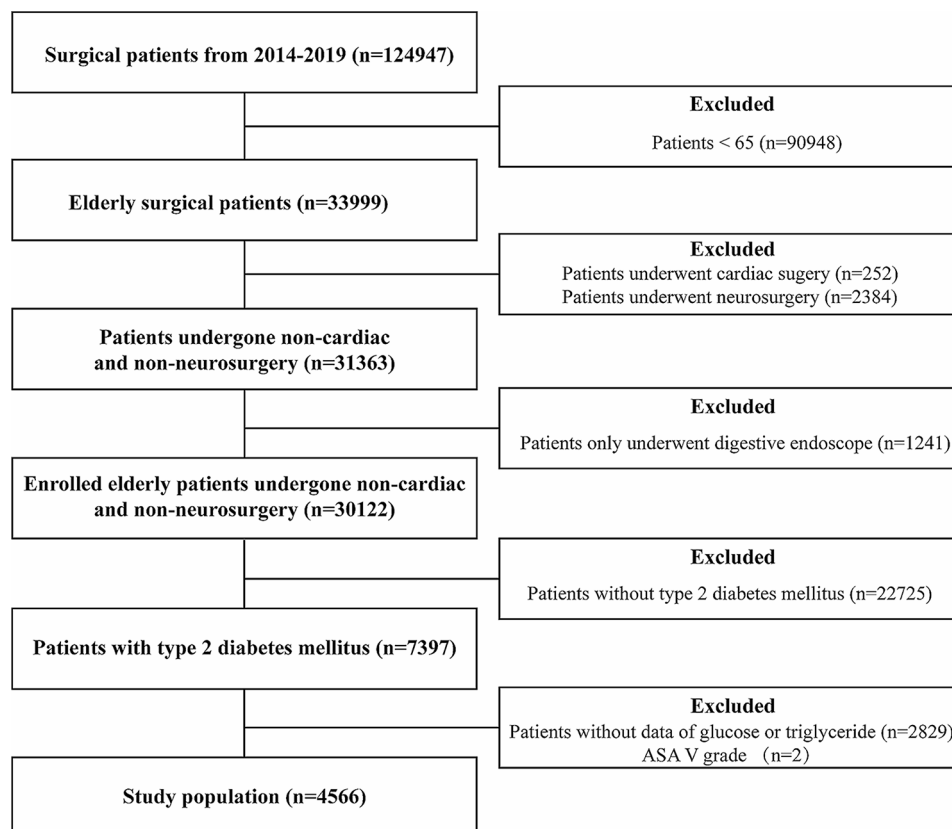 Surgical patients from 2014-2019 (n=124947)
Excluded
Patients < 65 (n=90948)
Elderly surgical patients (n=33999)
Excluded
Patients underwent cardiac sugery (n=252)
Patients underwent neurosurgery (n=2384)
Patients undergone non-cardiac
and non-neurosurgery (n=31363)
Excluded
Patients only underwent digestive endoscope (n=1241)
Enrolled elderly patients undergone non-cardiac
and non-neurosurgery (n=30122)
Excluded
Patients without type 2 diabetes mellitus (n=22725)
Patients with type 2 diabetes mellitus (n=7397)
Excluded
Patients without data of glucose or triglyceride (n=2829)
ASA V grade （n=2）
Study population (n=4566)